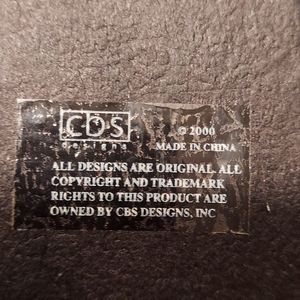 CDS
designs
© 2000
MADE IN CHINA
ALL DESIGNS ARE ORIGINAL. ALL
COPYRIGHT AND TRADEMARK
RIGHTS TO THIS PRODUCT ARE
OWNED BY CBS DESIGNS, INC